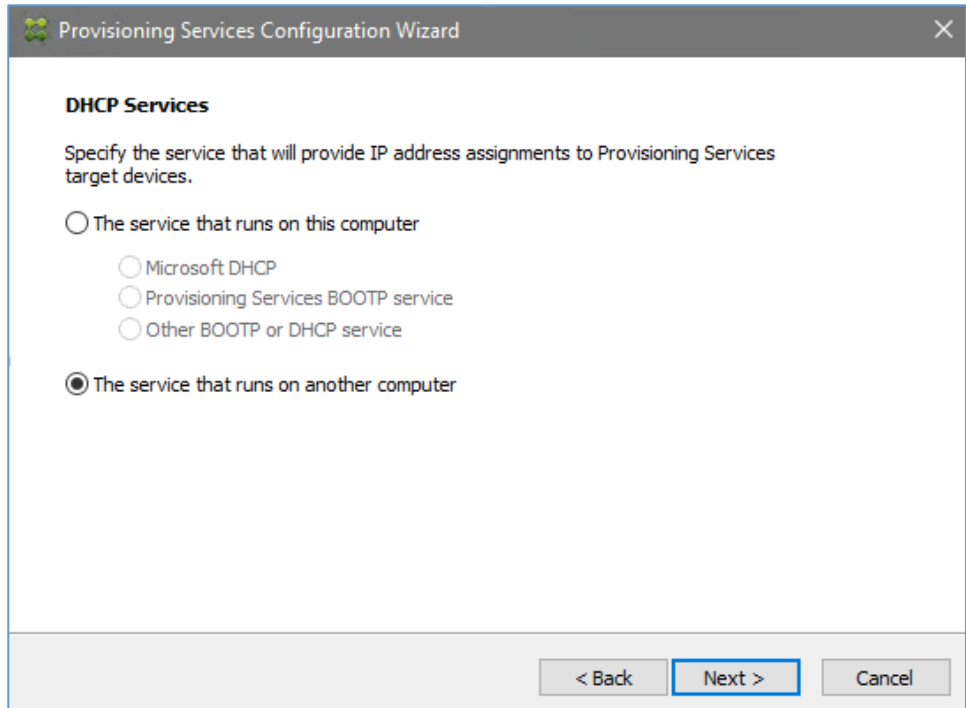 Provisioning Services Configuration Wizard
DHCP Services
Specify the service that will provide IP address assignments to Provisioning Services
target devices.
The service that runs on this computer
Microsoft DHCP
Provisioning Services BOOTP service
Other BOOTP or DHCP service
The service that runs on another computer
< Back Next > Cancel